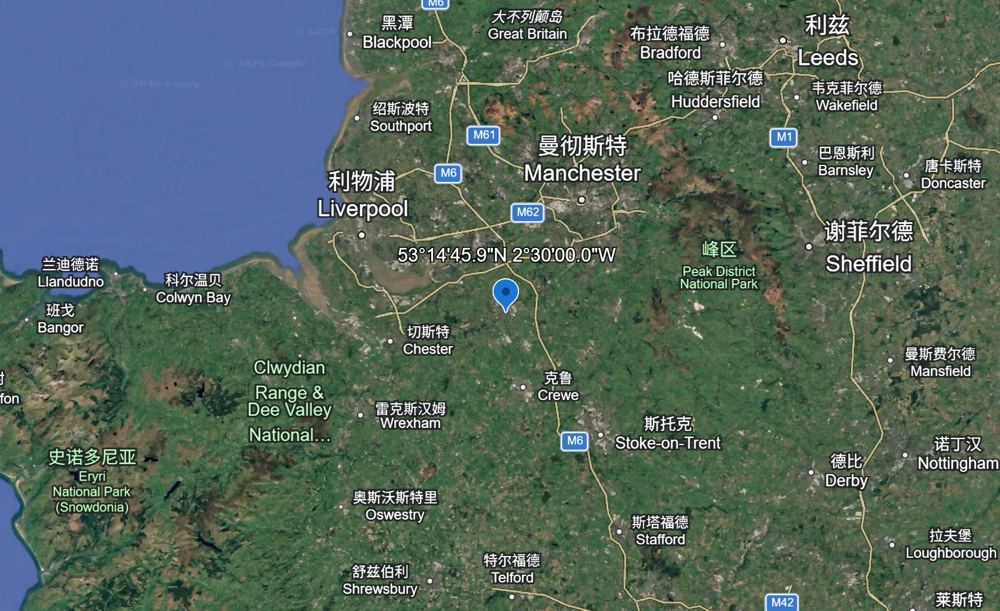 M6
大不列颠岛
Great Britain
黑潭
Blackpool
利兹
Leeds
布拉德福德
Bradford
© 2026
© 2026 Google
© 2026 Google
哈德斯菲尔德
Huddersfield
韦克菲尔德
Wakefield
绍斯波特
Southport
M61
曼彻斯特
Manchester
M1
巴恩斯利
Barnsley
唐卡斯特
Doncaster
M6
利物浦
Liverpool
M62
谢菲尔德
Sheffield
53°14'45.9"N 2°30'00.0"W
峰区
Peak District
National Park
兰迪德诺
Llandudno
科尔温贝
Colwyn Bay
班戈
Bangor
切斯特
Chester
曼斯费尔德
Mansfield
Clwydian
Range &
Dee Valley
National...
克鲁
Crewe
fon
雷克斯汉姆
Wrexham
斯托克
Stoke-on-Trent
M6
诺丁汉
Nottingham
史诺多尼亚
Eryri
National Park
(Snowdonia)
德比
Derby
奥斯沃斯特里
Oswestry
斯塔福德
Stafford
拉夫堡
Loughborough
特尔福德
Telford
舒兹伯利
Shrewsbury
M42
莱斯特